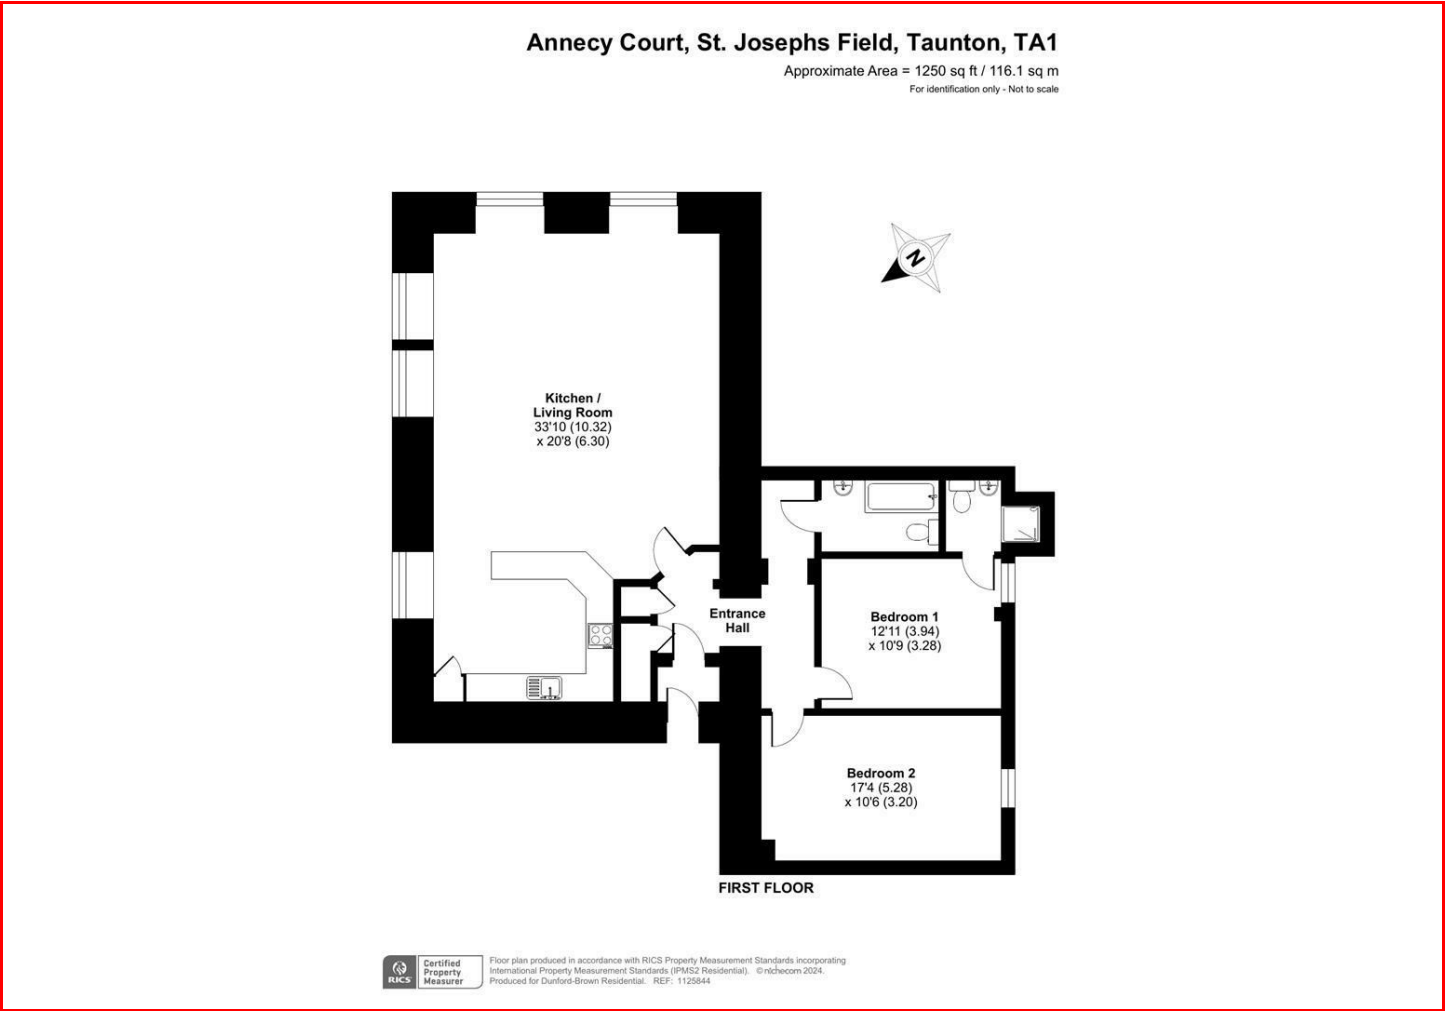 Annecy Court, St. Josephs Field, Taunton, TA1
Approximate Area = 1250 sq ft / 116.1 sq m
For identification only - Not to scale
N
Kitchen /
Living Room
33'10 (10.32)
x 20'8 (6.30)
Entrance
Hall
Bedroom 1
12'11 (3.94)
x 10'9 (3.28)
Bedroom 2
17'4 (5.28)
x 10'6 (3.20)
FIRST FLOOR
RICS
Certified
Property
Measurer
Floor plan produced in accordance with RICS Property Measurement Standards incorporating
International Property Measurement Standards (IPMS2 Residential). © nichecom 2024.
Produced for Dunford-Brown Residential. REF: 1125844